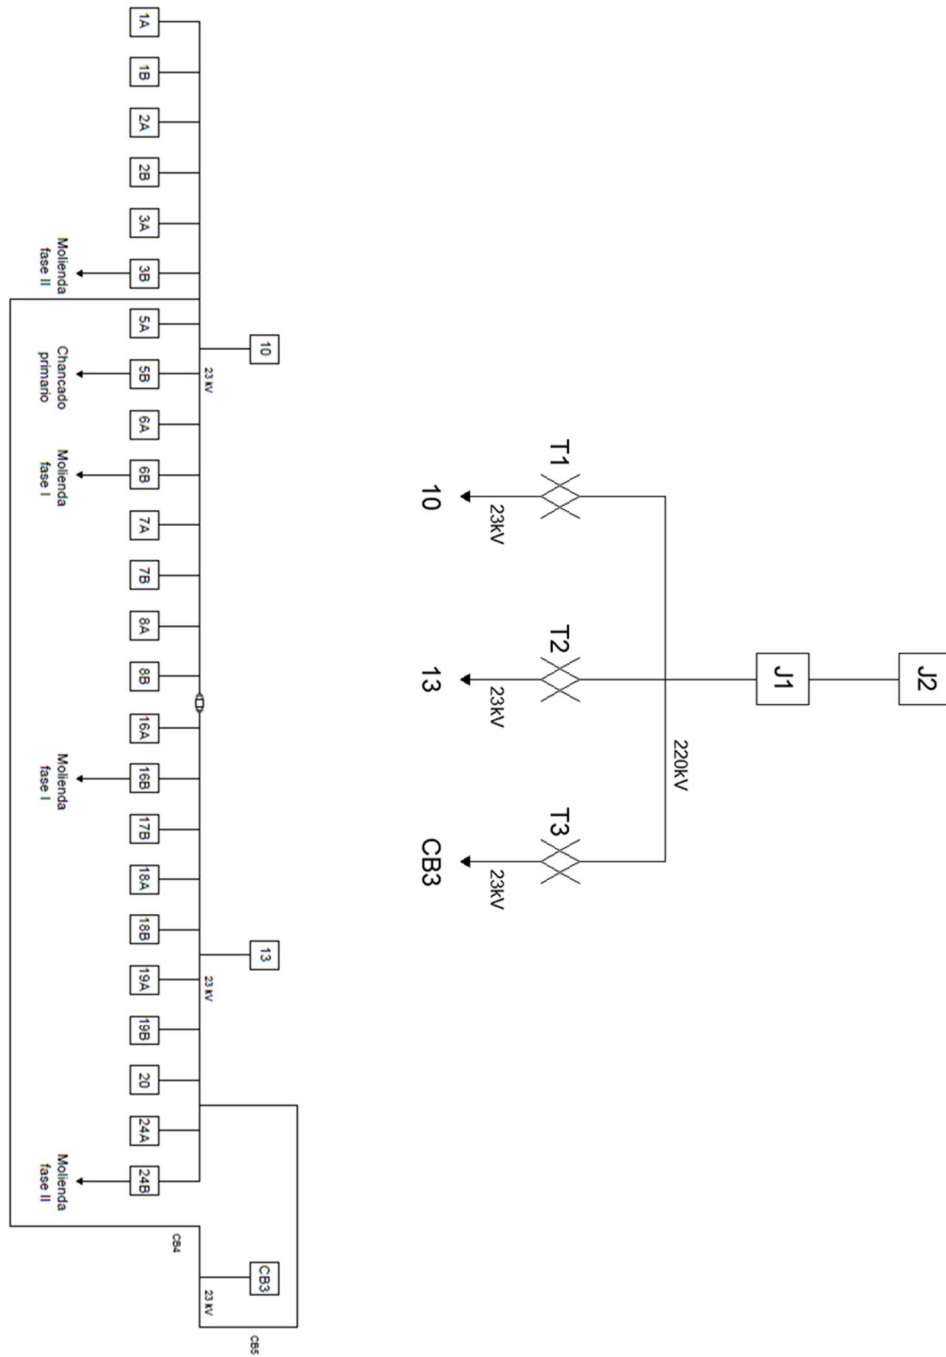 J2
J1
220kV
T1
T2
T3
23kV
23kV
23kV
10
13
CB3
10
13
CB3
CB5
23 kV
23 kV
23 kV
CB4
1A
1B
2A
2B
3A
3B
5A
5B
6A
6B
7A
7B
8A
8B
16A
16B
17B
18A
18B
19A
19B
20
24A
24B
Molienda
fase II
Chancado
primario
Molienda
fase I
Molienda
fase I
Molienda
fase II